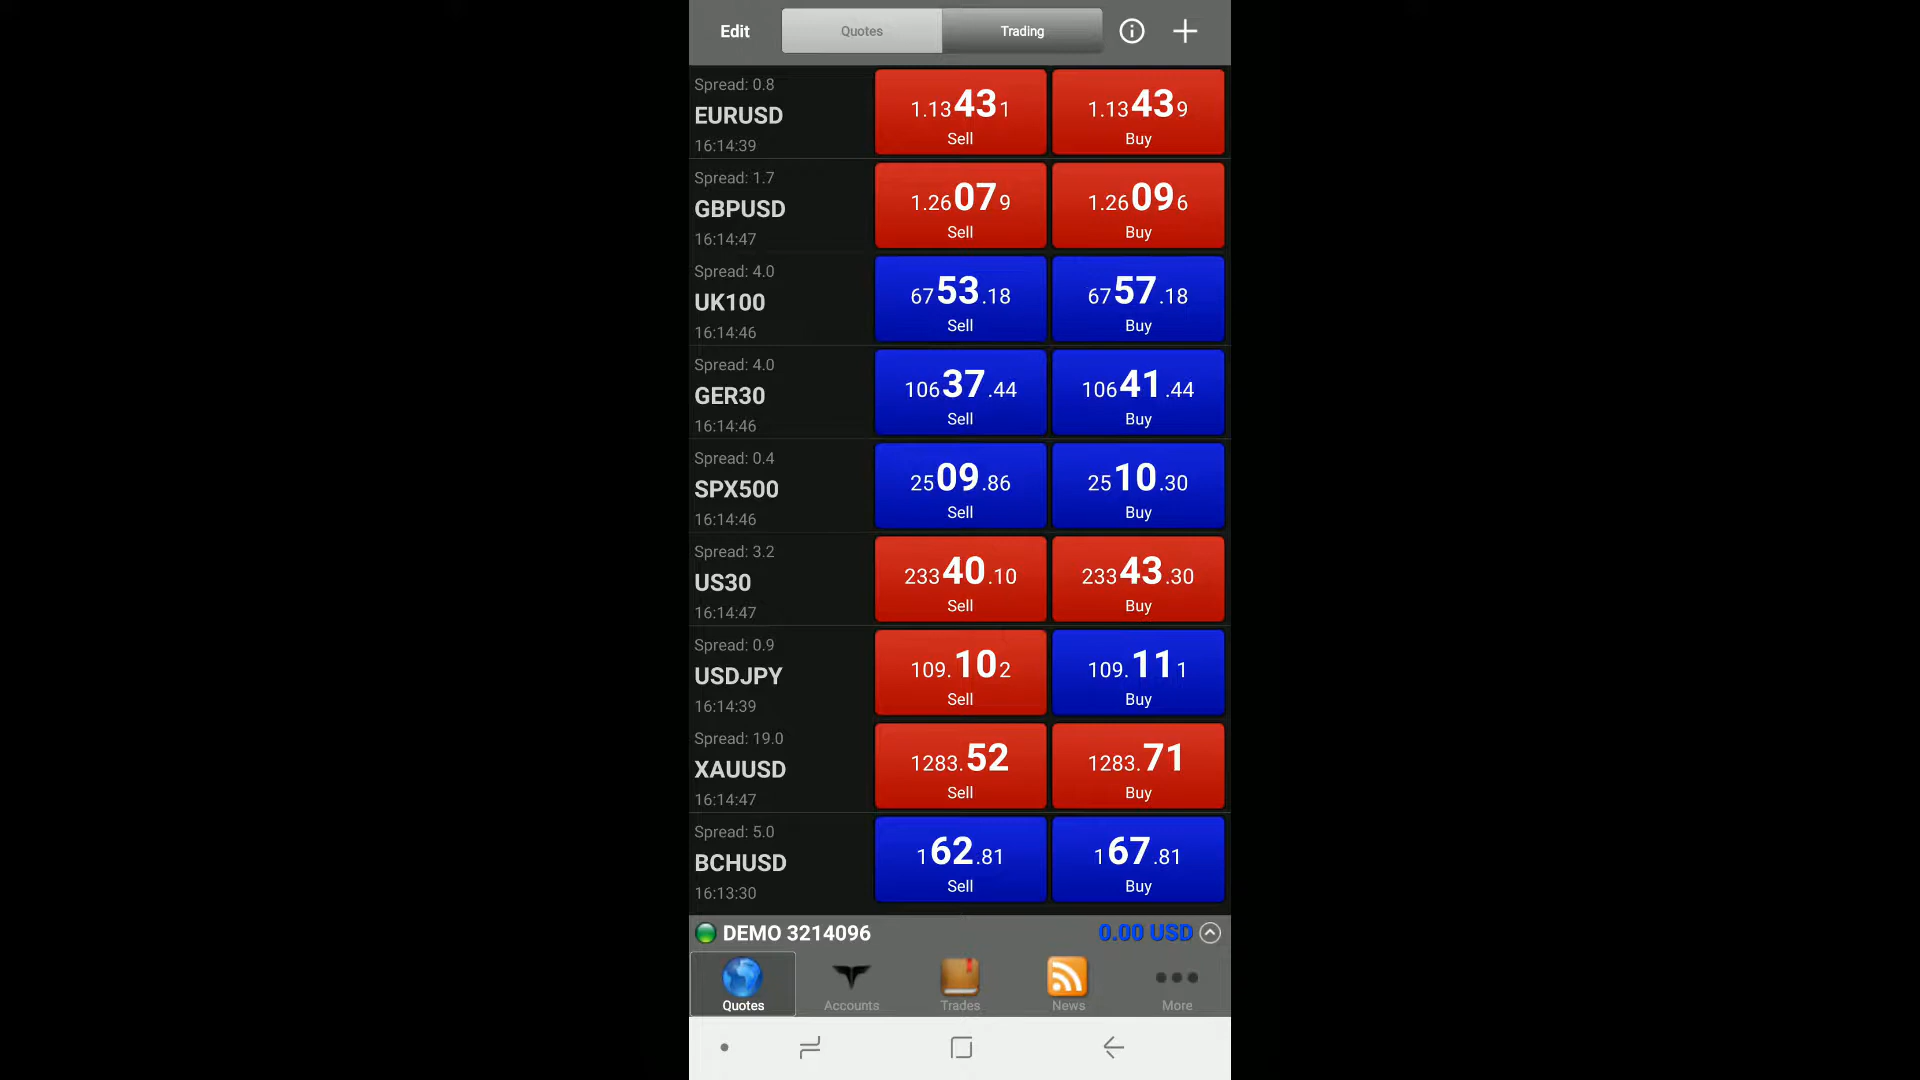 Edit Quotes Trading
Spread: 0.8
EURUSD
16:14:39
1.13431 1.13439
Sell Buy
Spread: 1.7
GBPUSD
16:14:47
1.26079 1.26096
Sell Buy
Spread: 4.0
UK100
16:14:46
6753.18 6757.18
Sell Buy
Spread: 4.0
GER30
16:14:46
10637.44 10641.44
Sell Buy
Spread: 0.4
SPX500
16:14:46
2509.86 2510.30
Sell Buy
Spread: 3.2
US30
16:14:47
23340.10 23343.30
Sell Buy
Spread: 0.9
USDJPY
16:14:39
109.102 109.111
Sell Buy
Spread: 19.0
XAUUSD
16:14:47
1283.52 1283.71
Sell Buy
Spread: 5.0
BCHUSD
16:13:30
162.81 167.81
Sell Buy
DEMO 3214096 0.00 USD
Quotes Accounts Trades News More